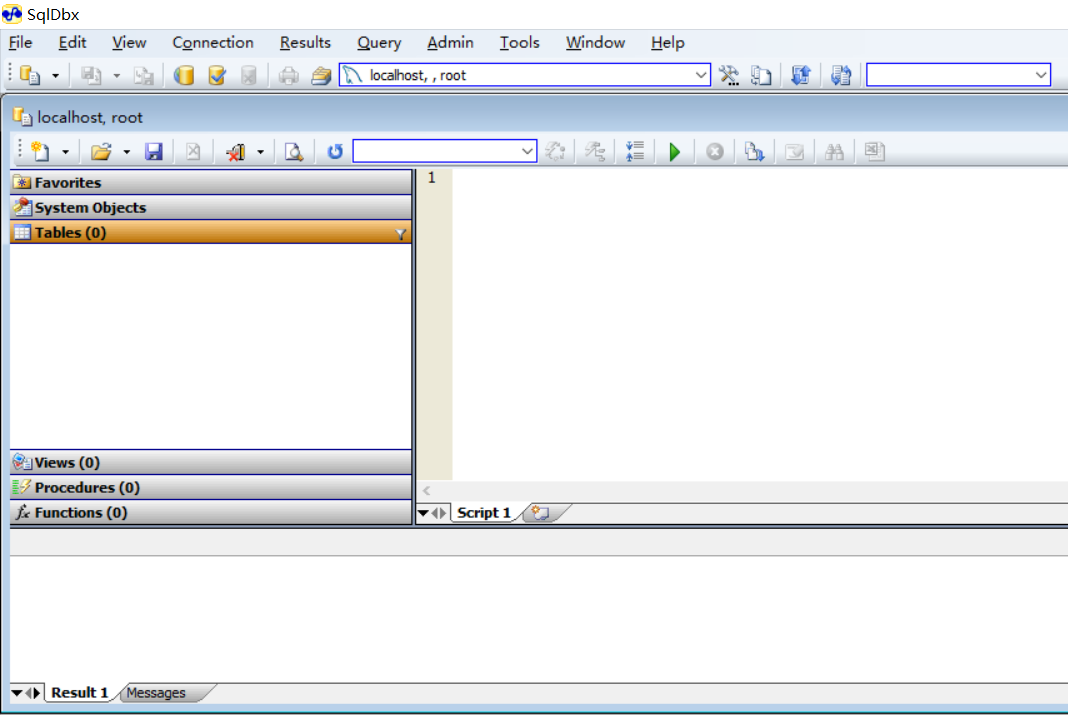 SqlDbx
File Edit View Connection Results Query Admin Tools Window Help
localhost, , root
localhost, root
Favorites
1
System Objects
Tables (0)
Views (0)
Procedures (0)
Functions (0)
Script 1
Result 1 Messages